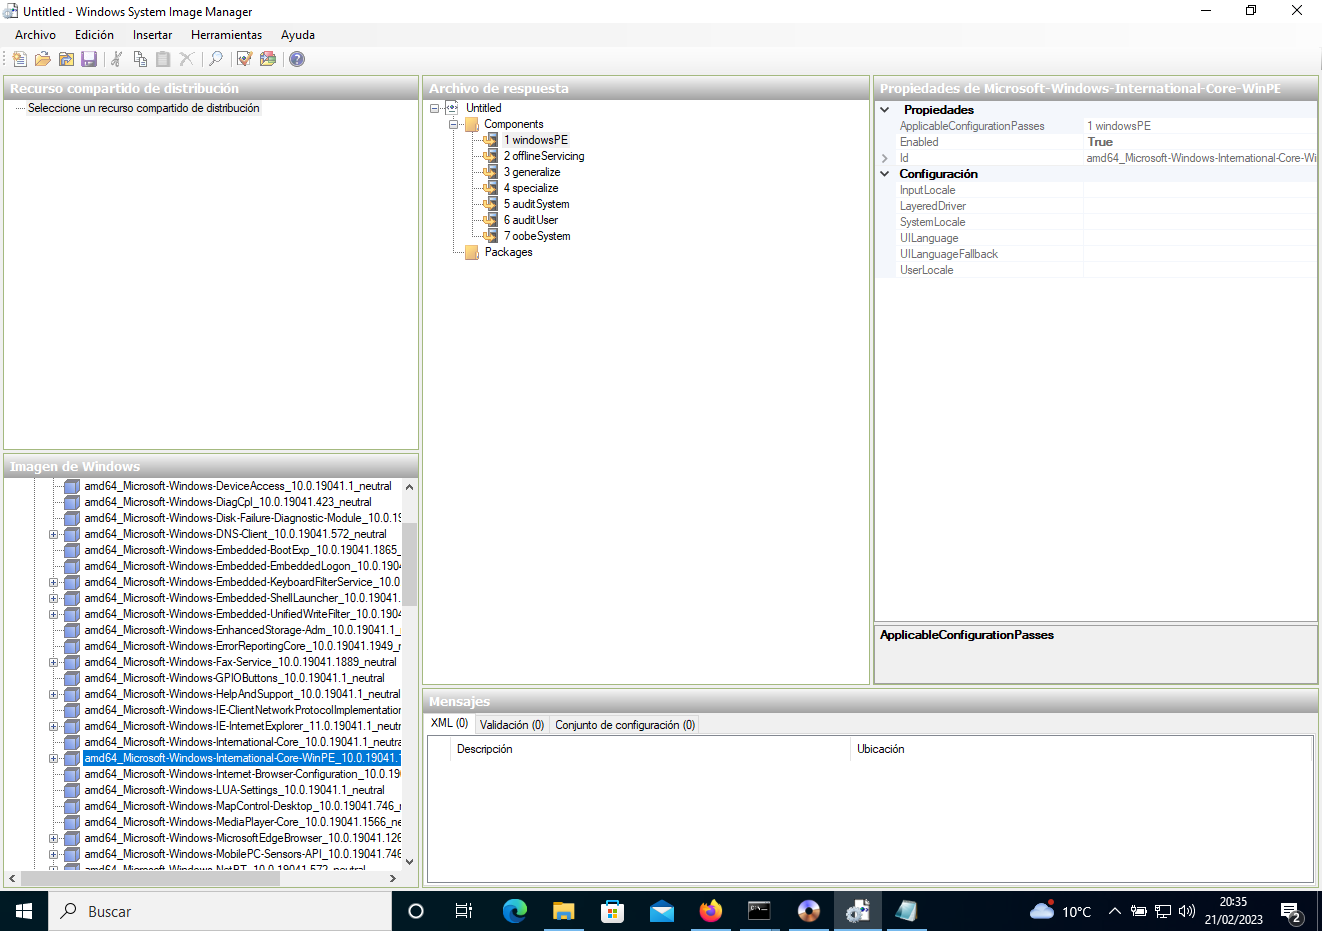 Untitled - Windows System Image Manager
Archivo Edición Insertar Herramientas Ayuda
Recurso compartido de distribución
Seleccione un recurso compartido de distribución
Archivo de respuesta
Untitled
Components
1 windowsPE
2 offlineServicing
3 generalize
4 specialize
5 auditSystem
6 auditUser
7 oobeSystem
Packages
Propiedades de Microsoft-Windows-International-Core-WinPE
Propiedades
ApplicableConfigurationPasses 1 windowsPE
Enabled True
Id amd64_Microsoft-Windows-International-Core-Wi
Configuración
InputLocale
LayeredDriver
SystemLocale
UILanguage
UILanguageFallback
UserLocale
ApplicableConfigurationPasses
Imagen de Windows
amd64_Microsoft-Windows-DeviceAccess_10.0.19041.1_neutral
amd64_Microsoft-Windows-DiagCpl_10.0.19041.423_neutral
amd64_Microsoft-Windows-Disk-Failure-Diagnostic-Module_10.0.19
amd64_Microsoft-Windows-DNS-Client_10.0.19041.572_neutral
amd64_Microsoft-Windows-Embedded-BootExp_10.0.19041.1865_
amd64_Microsoft-Windows-Embedded-EmbeddedLogon_10.0.1904
amd64_Microsoft-Windows-Embedded-KeyboardFilterService_10.0
amd64_Microsoft-Windows-Embedded-ShellLauncher_10.0.19041.
amd64_Microsoft-Windows-Embedded-UnifiedWriteFilter_10.0.1904
amd64_Microsoft-Windows-EnhancedStorage-Adm_10.0.19041.1_
amd64_Microsoft-Windows-ErrorReportingCore_10.0.19041.1949_r
amd64_Microsoft-Windows-Fax-Service_10.0.19041.1889_neutral
amd64_Microsoft-Windows-GPIOButtons_10.0.19041.1_neutral
amd64_Microsoft-Windows-HelpAndSupport_10.0.19041.1_neutral
amd64_Microsoft-Windows-IE-ClientNetworkProtocolImplementation
amd64_Microsoft-Windows-IE-InternetExplorer_11.0.19041.1_neutr
amd64_Microsoft-Windows-International-Core_10.0.19041.1_neutra
amd64_Microsoft-Windows-International-Core-WinPE_10.0.19041.1
amd64_Microsoft-Windows-Internet-Browser-Configuration_10.0.19
amd64_Microsoft-Windows-LUA-Settings_10.0.19041.1_neutral
amd64_Microsoft-Windows-MapControl-Desktop_10.0.19041.746_
amd64_Microsoft-Windows-MediaPlayer-Core_10.0.19041.1566_ne
amd64_Microsoft-Windows-MicrosoftEdgeBrowser_10.0.19041.126
amd64_Microsoft-Windows-MobilePC-Sensors-API_10.0.19041.746
amd64_Microsoft-Windows-NetBT_10.0.19041.572_neutral
Mensajes
XML (0) Validación (0) Conjunto de configuración (0)
Descripción Ubicación
Buscar
10°C
20:35
21/02/2023
2